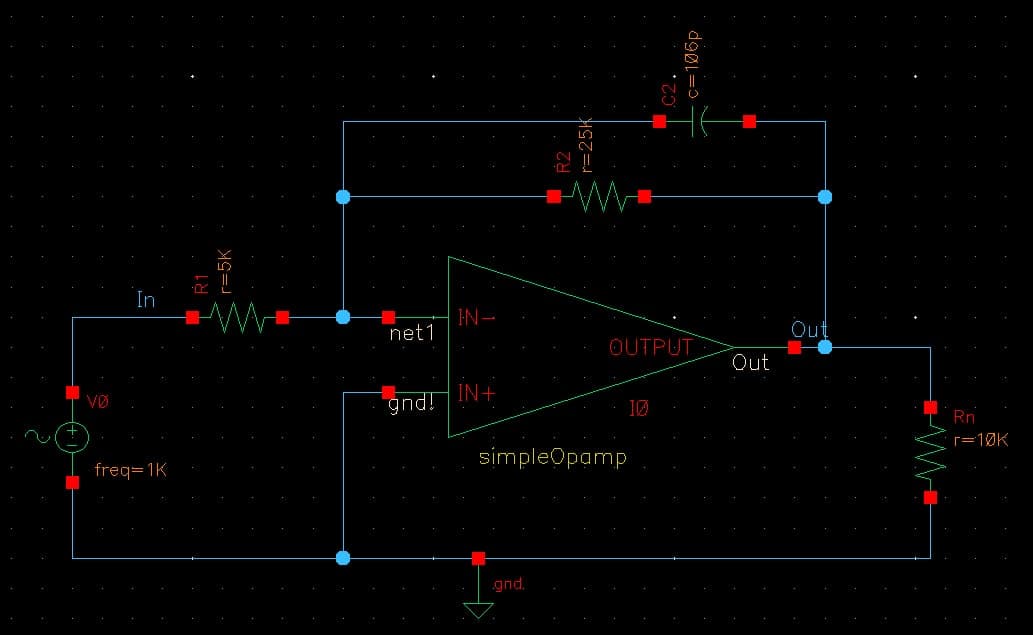 C2
c=106p
R2
r=25K
R1
r=5K
In
net1
IN-
OUTPUT
Out
Out
gnd!
IN+
I0
V0
freq=1K
simpleOpamp
Rn
r=10K
gnd